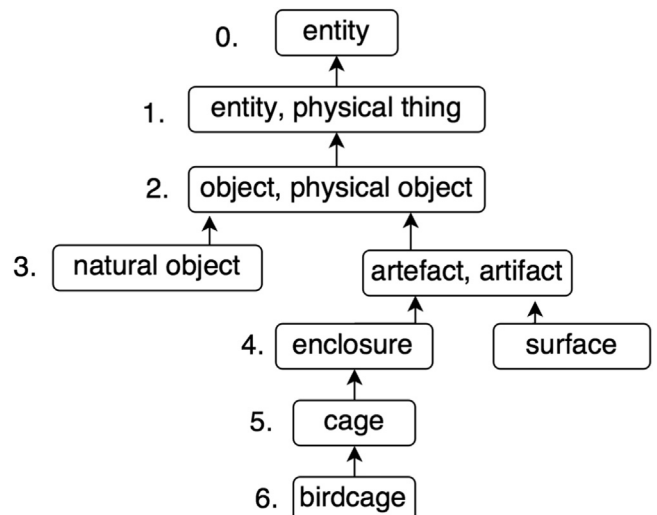 0. entity
1. entity, physical thing
2. object, physical object
3. natural object artefact, artifact
4. enclosure surface
5. cage
6. birdcage